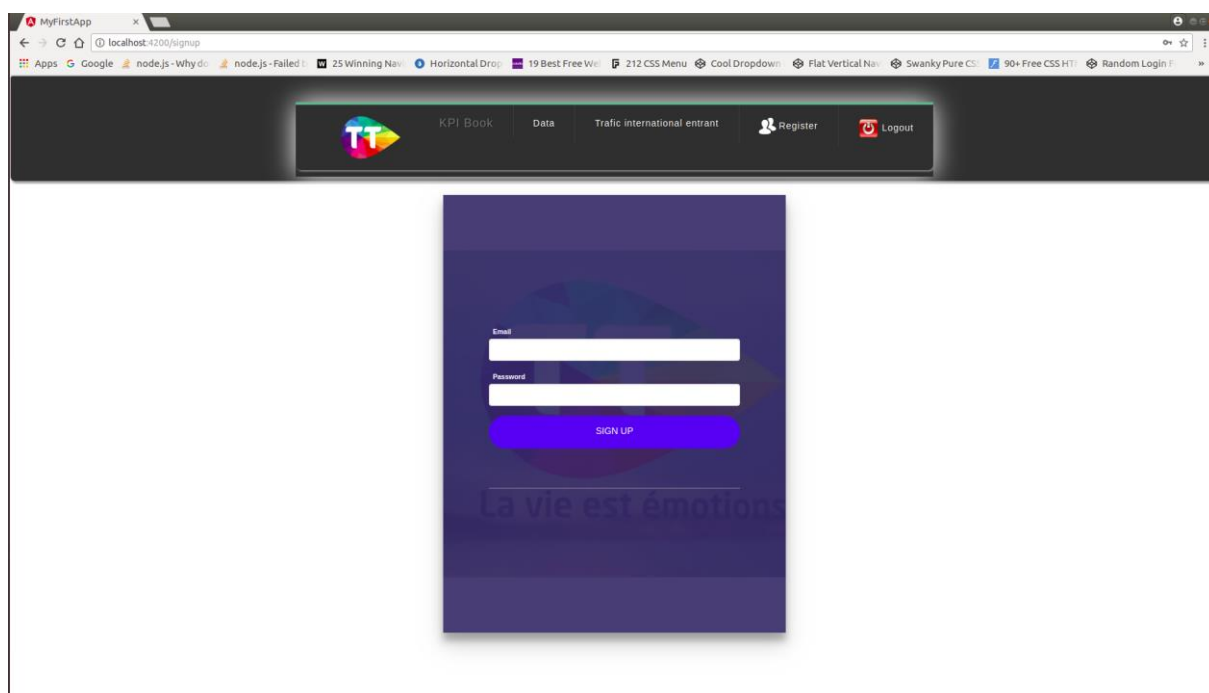 MyFirstApp
localhost:4200/signup
Apps Google node.js - Why do node.js - Failed 25 Winning Nav Horizontal Drop 19 Best Free We 212 CSS Menu Cool Dropdown Flat Vertical Nav Swanky Pure CS 90+ Free CSS HT Random Login F
TT KPI Book Data Trafic international entrant Register Logout
TT
Email
Password
SIGN UP
La vie est émotions